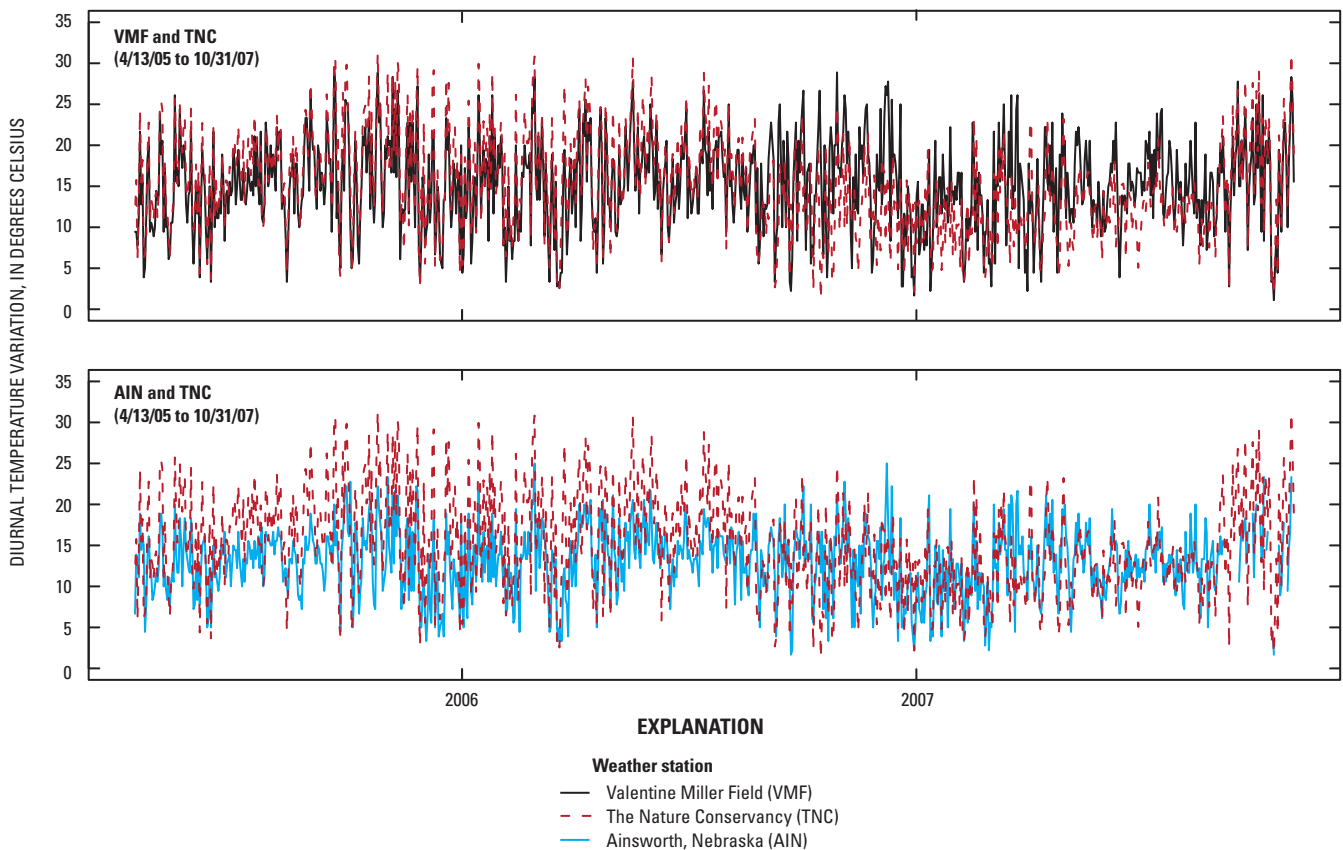 DIURNAL TEMPERATURE VARIATION, IN DEGREES CELSIUS
35
30
25
20
15
10
5
0
VMF and TNC
(4/13/05 to 10/31/07)
35
30
25
20
15
10
5
0
AIN and TNC
(4/13/05 to 10/31/07)
2006
2007
EXPLANATION
Weather station
Valentine Miller Field (VMF)
The Nature Conservancy (TNC)
Ainsworth, Nebraska (AIN)